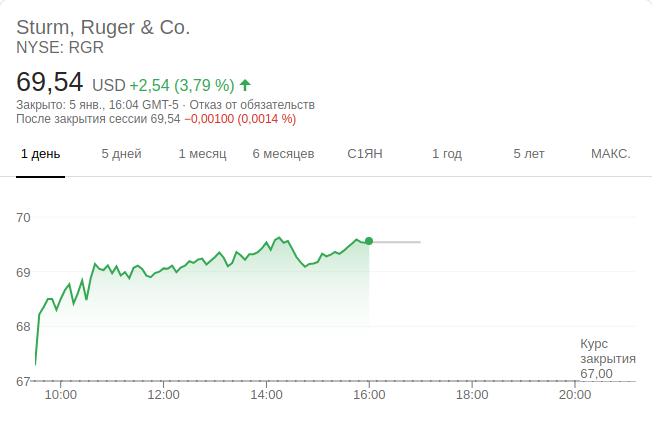 Sturm, Ruger & Co.
NYSE: RGR
69,54 USD +2,54 (3,79 %)
Закрыто: 5 янв., 16:04 GMT-5 · Отказ от обязательств
После закрытия сессии 69,54 −0,00100 (0,0014 %)
1 день 5 дней 1 месяц 6 месяцев С1ЯН 1 год 5 лет МАКС.
70
69
68
Курс
закрытия
67,00
67
10:00 12:00 14:00 16:00 18:00 20:00